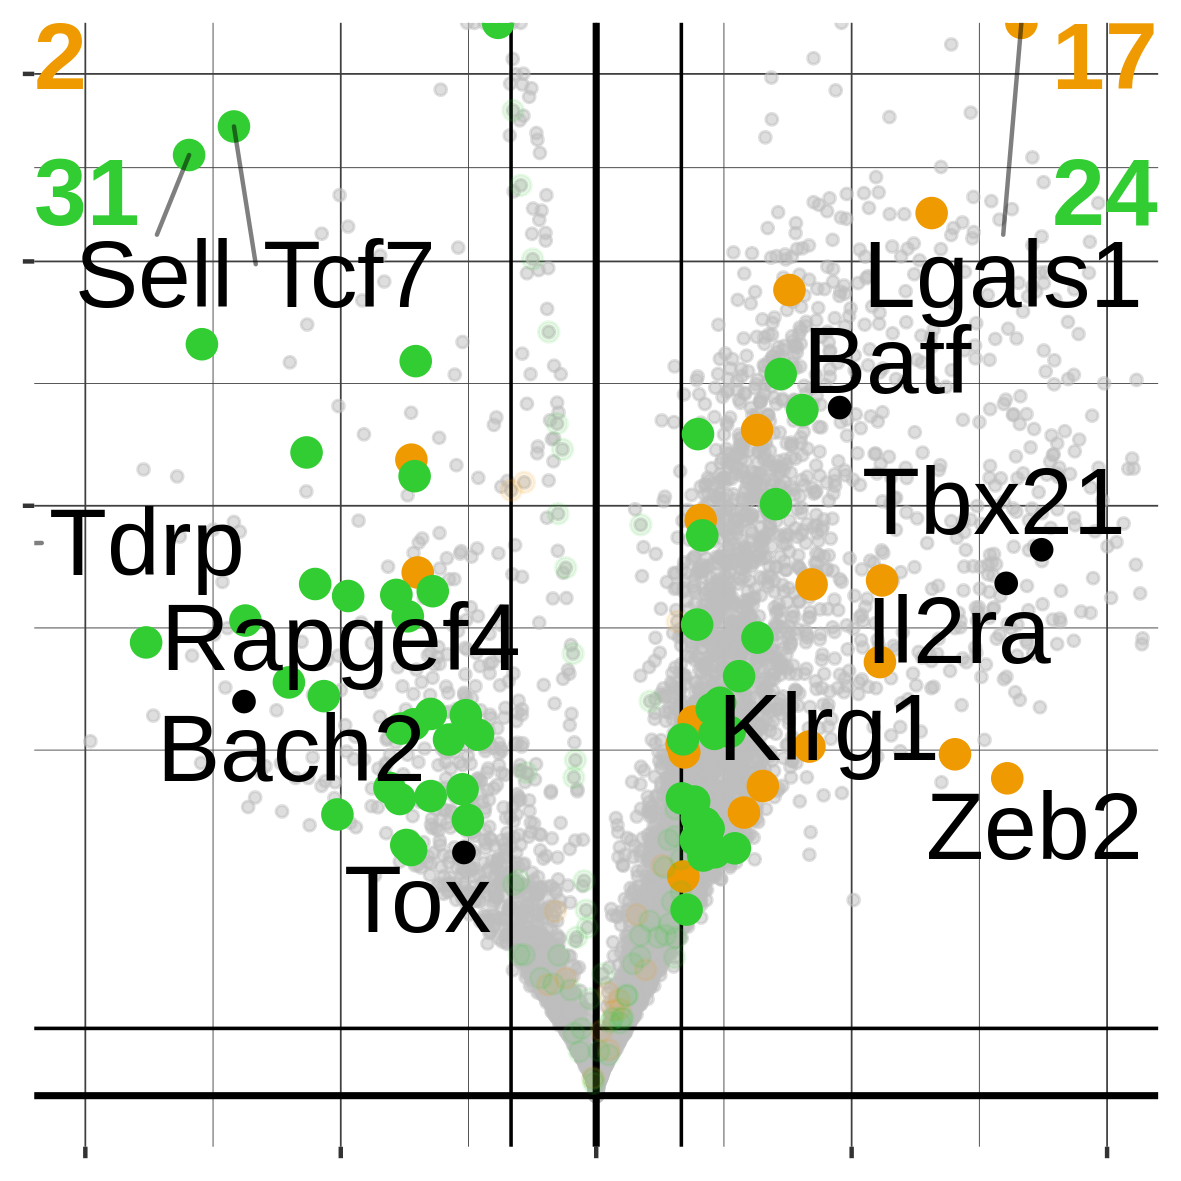 2 17
31 24
Sell Tcf7 Lgals1
Batf
Tbx21
Tdrp
Rapgef4 Il2ra
Bach2 Klrg1
Zeb2
Tox